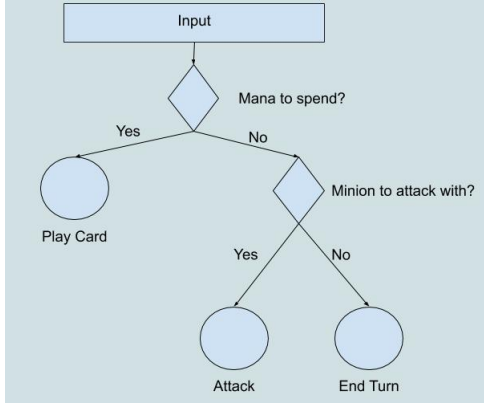 Input
Mana to spend?
Yes
No
Play Card
Minion to attack with?
Yes
No
Attack
End Turn